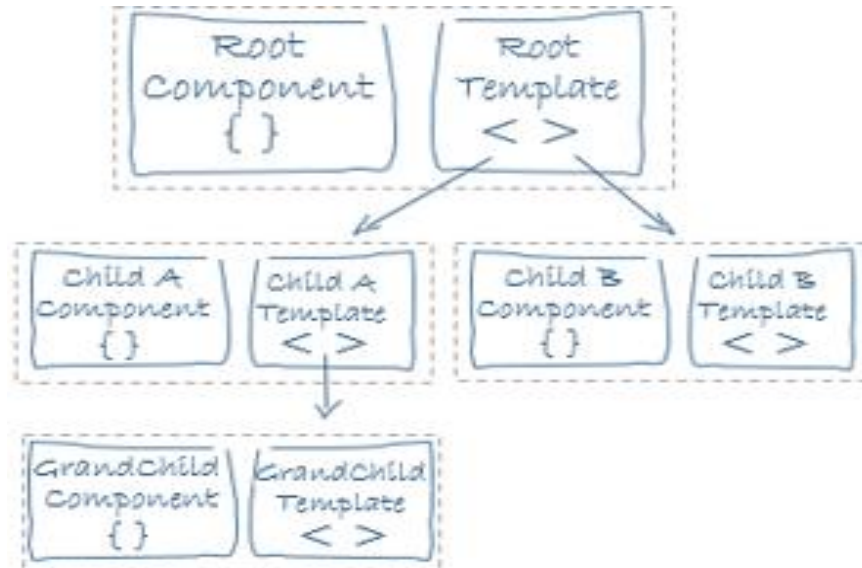 Root
Component
{ }
Root
Template
< >
Child A
Component
{ }
Child A
Template
< >
Child B
Component
{ }
Child B
Template
< >
GrandChild
Component
{ }
GrandChild
Template
< >